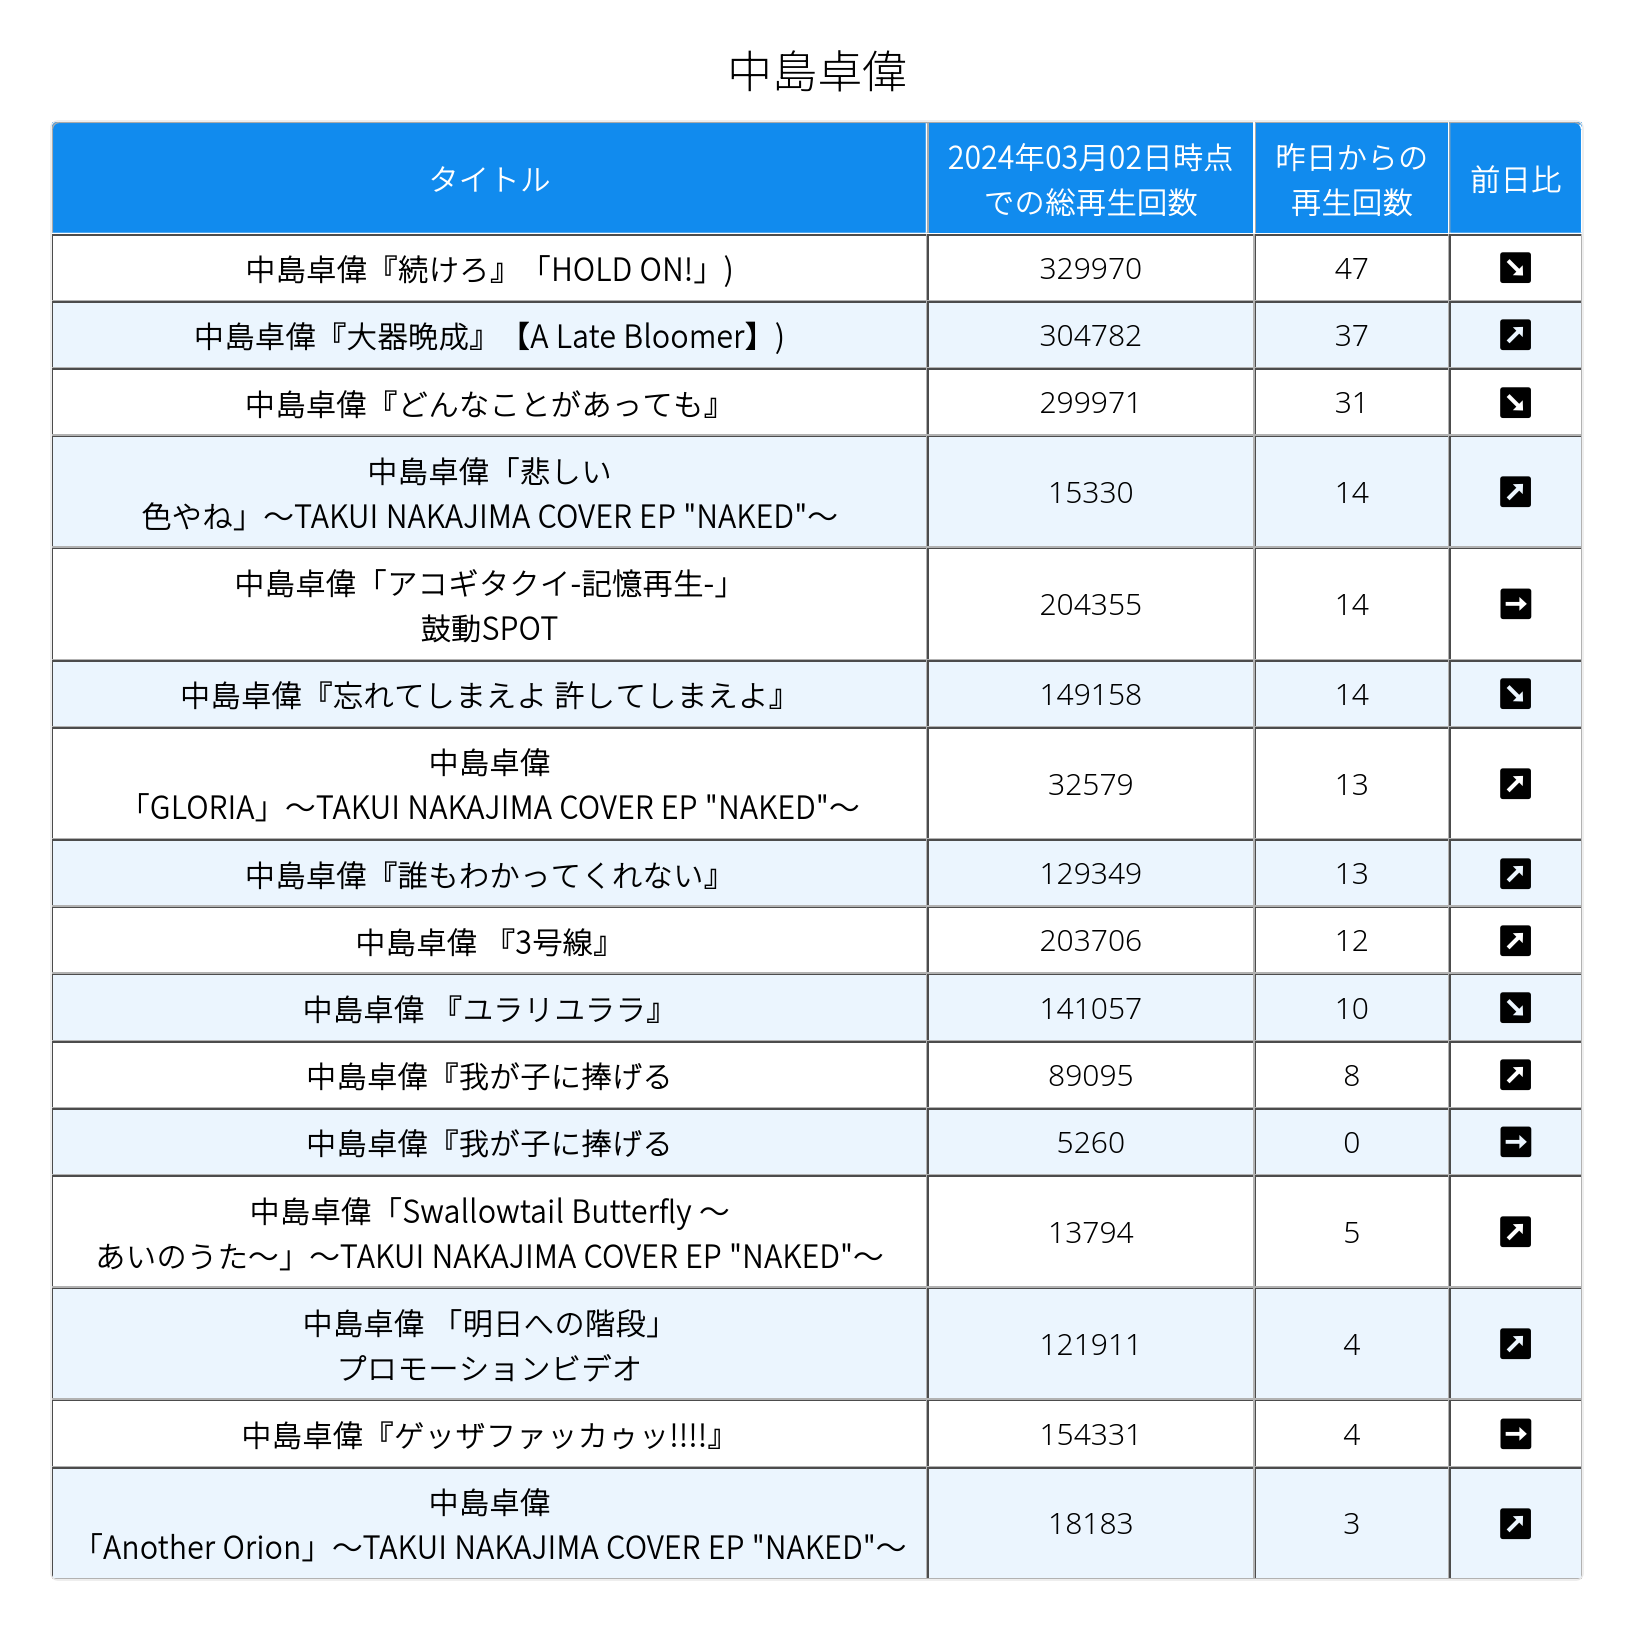 中島卓偉
タイトル
2024年03月02日時点
での総再生回数
昨日からの
再生回数
前日比
中島卓偉『続けろ』「HOLD ON!」)
329970
47
中島卓偉『大器晩成』【A Late Bloomer】)
304782
37
中島卓偉『どんなことがあっても』
299971
31
中島卓偉「悲しい
色やね」〜TAKUI NAKAJIMA COVER EP "NAKED"〜
15330
14
中島卓偉「アコギタクイ-記憶再生-」
鼓動SPOT
204355
14
中島卓偉『忘れてしまえよ 許してしまえよ』
149158
14
中島卓偉
「GLORIA」〜TAKUI NAKAJIMA COVER EP "NAKED"〜
32579
13
中島卓偉『誰もわかってくれない』
129349
13
中島卓偉 『3号線』
203706
12
中島卓偉 『ユラリユララ』
141057
10
中島卓偉『我が子に捧げる
89095
8
中島卓偉『我が子に捧げる
5260
0
中島卓偉「Swallowtail Butterfly 〜
あいのうた〜」〜TAKUI NAKAJIMA COVER EP "NAKED"〜
13794
5
中島卓偉 「明日への階段」
プロモーションビデオ
121911
4
中島卓偉『ゲッザファッカゥッ!!!!』
154331
4
中島卓偉
「Another Orion」〜TAKUI NAKAJIMA COVER EP "NAKED"〜
18183
3